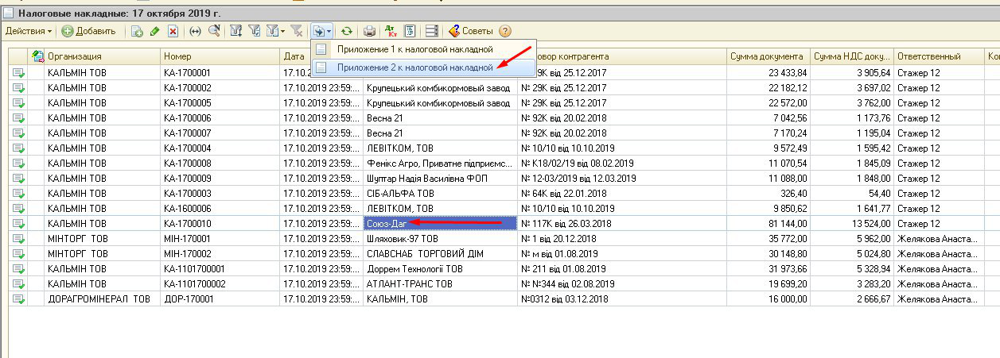 Налоговые накладные: 17 октября 2019 г.
Действия Добавить Дт Кт Советы
Приложение 1 к налоговой накладной
Приложение 2 к налоговой накладной
Организация Номер Дата овор контрагента Сумма документа Сумма НДС доку... Ответственный
КАЛЬМІН ТОВ КА-1700001 17.10.2 9К від 25.12.2017 23 433,84 3 905,64 Стажер 12
КАЛЬМІН ТОВ КА-1700002 17.10.2019 23:59:... Крупецький комбикормовый завод № 29К від 25.12.2017 22 182,12 3 697,02 Стажер 12
КАЛЬМІН ТОВ КА-1700005 17.10.2019 23:59:... Крупецький комбикормовый завод № 29К від 25.12.2017 22 572,00 3 762,00 Стажер 12
КАЛЬМІН ТОВ КА-1700006 17.10.2019 23:59:... Весна 21 № 92К від 20.02.2018 7 042,56 1 173,76 Стажер 12
КАЛЬМІН ТОВ КА-1700007 17.10.2019 23:59:... Весна 21 № 92К від 20.02.2018 7 170,24 1 195,04 Стажер 12
КАЛЬМІН ТОВ КА-1700004 17.10.2019 23:59:... ЛЕВІТКОМ, ТОВ № 10/10 від 10.10.2019 9 572,49 1 595,42 Стажер 12
КАЛЬМІН ТОВ КА-1700008 17.10.2019 23:59:... Фенікс Агро, Приватне підприємс... № К18/02/19 від 08.02.2019 11 070,54 1 845,09 Стажер 12
КАЛЬМІН ТОВ КА-1700009 17.10.2019 23:59:... Шуптар Надія Василівна ФОП № 12-03/2019 від 12.03.2019 11 088,00 1 848,00 Стажер 12
КАЛЬМІН ТОВ КА-1700003 17.10.2019 23:59:... СІБ-АЛЬФА ТОВ № 64К від 22.01.2018 326,40 54,40 Стажер 12
КАЛЬМІН ТОВ КА-1600006 17.10.2019 23:59:... ЛЕВІТКОМ, ТОВ № 10/10 від 10.10.2019 9 850,62 1 641,77 Стажер 12
КАЛЬМІН ТОВ КА-1700010 17.10.2019 23:59:... Союз-Даг № 117К від 26.03.2018 81 144,00 13 524,00 Стажер 12
МІНТОРГ ТОВ МІН-170001 17.10.2019 23:59:... Шляховик-97 ТОВ № 1 від 20.12.2018 35 772,00 5 962,00 Желякова Анаста...
МІНТОРГ ТОВ МІН-170002 17.10.2019 23:59:... СЛАВСНАБ ТОРГОВИЙ ДІМ № м від 01.08.2019 30 148,80 5 024,80 Желякова Анаста...
КАЛЬМІН ТОВ КА-1101700001 17.10.2019 23:59:... Доррем Технології ТОВ № 211 від 01.08.2019 31 973,66 5 328,94 Желякова Анаста...
КАЛЬМІН ТОВ КА-1101700002 17.10.2019 23:59:... АТЛАНТ-ТРАНС ТОВ № №344 від 02.08.2019 19 699,20 3 283,20 Желякова Анаста...
ДОРАГРОМІНЕРАЛ ТОВ ДОР-170001 17.10.2019 23:59:... КАЛЬМІН, ТОВ №0312 від 03.12.2018 16 000,00 2 666,67 Желякова Анаста...